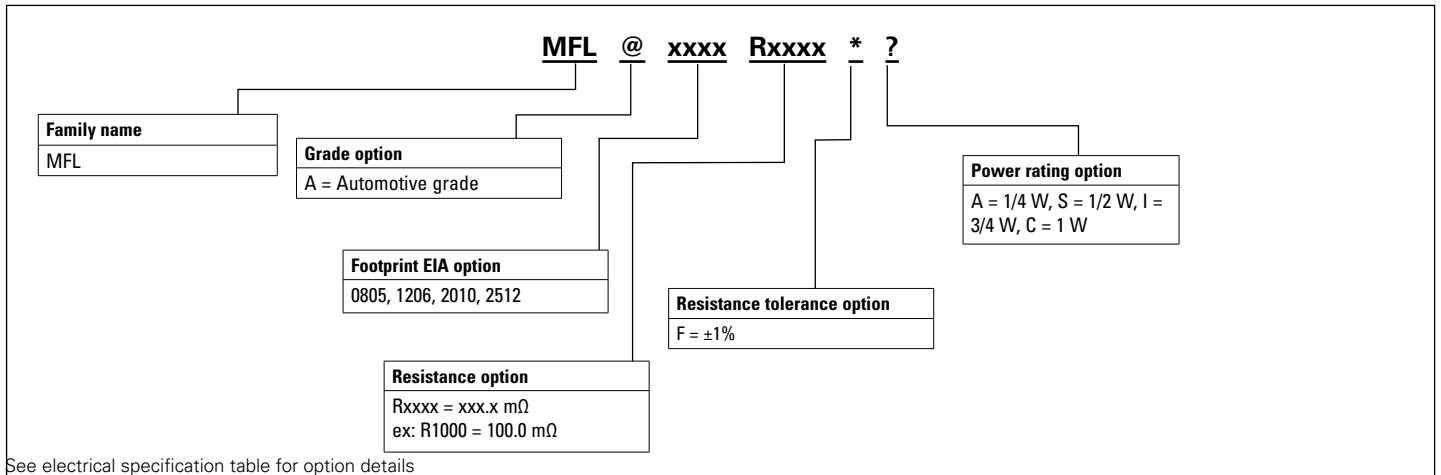 MFL @ xxxx Rxxxx * ?
Family name
MFL
Grade option
A = Automotive grade
Power rating option
A = 1/4 W, S = 1/2 W, I =
3/4 W, C = 1 W
Footprint EIA option
0805, 1206, 2010, 2512
Resistance tolerance option
F = ±1%
Resistance option
Rxxxx = xxx.x mΩ
ex: R1000 = 100.0 mΩ
See electrical specification table for option details